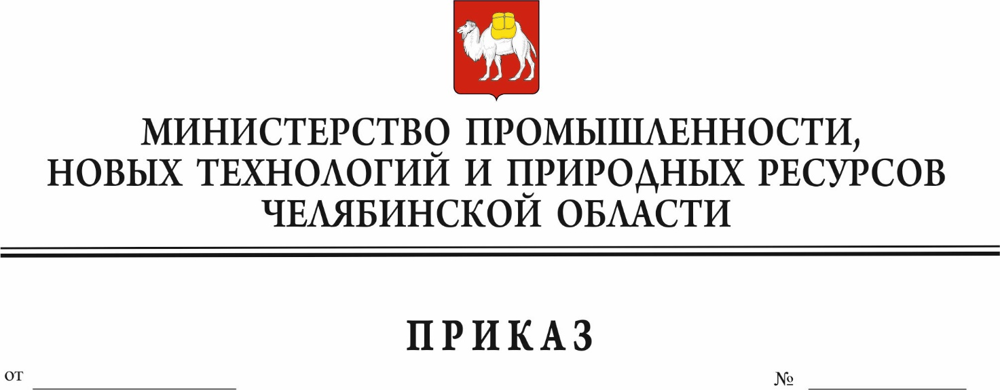 МИНИСТЕРСТВО ПРОМЫШЛЕННОСТИ,
НОВЫХ ТЕХНОЛОГИЙ И ПРИРОДНЫХ РЕСУРСОВ
ЧЕЛЯБИНСКОЙ ОБЛАСТИ
ПРИКАЗ
от №